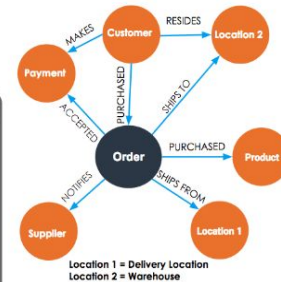 Customer
RESIDES
Location 2
MAKES
Payment
PURCHASED
SHIPS TO
ACCEPTED
Order
PURCHASED
Product
NOTIFIES
SHIPS FROM
Supplier
Location 1
Location 1 = Delivery Location
Location 2 = Warehouse